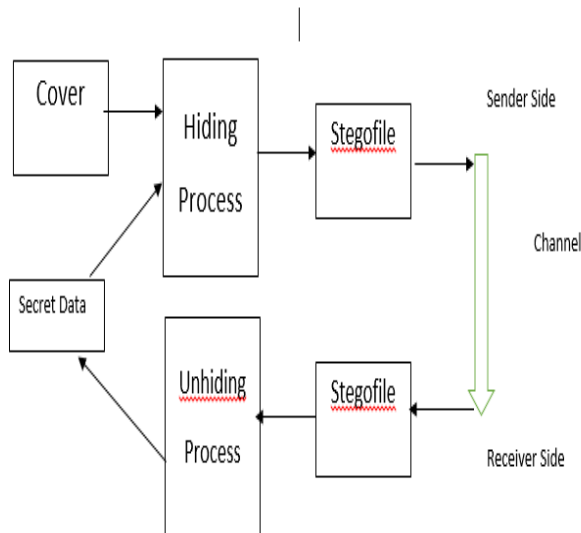 Cover
Hiding
Process
Stegofile
Sender Side
Channel
Secret Data
Unhiding
Process
Stegofile
Receiver Side